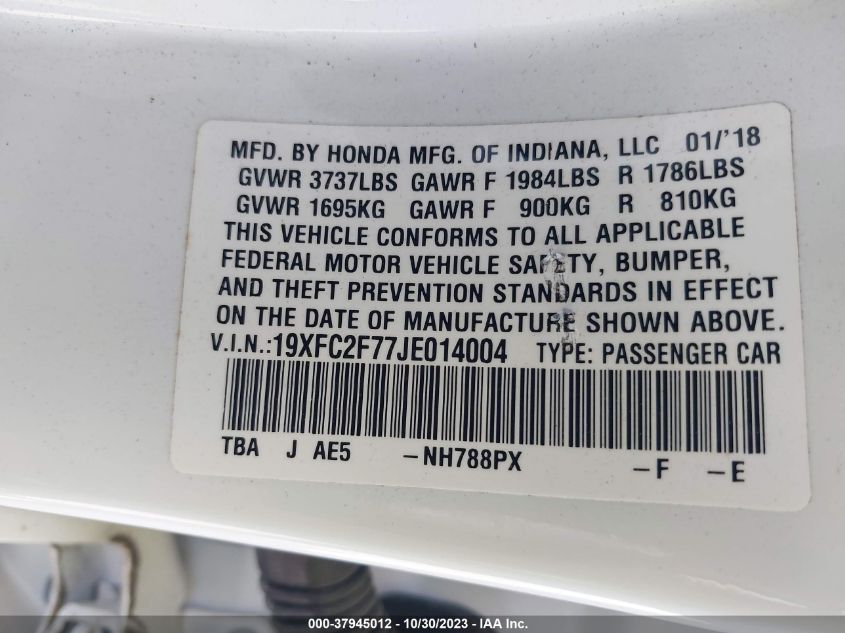 MFD. BY HONDA MFG. OF INDIANA, LLC 01/'18
GVWR 3737LBS GAWR F 1984LBS R 1786LBS
GVWR 1695KG GAWR F 900KG R 810KG
THIS VEHICLE CONFORMS TO ALL APPLICABLE
FEDERAL MOTOR VEHICLE SAFETY, BUMPER,
AND THEFT PREVENTION STANDARDS IN EFFECT
ON THE DATE OF MANUFACTURE SHOWN ABOVE.
V.I.N.:19XFC2F77JE014004 TYPE: PASSENGER CAR
TBA J AE5 -NH788PX -F -E
000-37945012 - 10/30/2023 - IAA Inc.